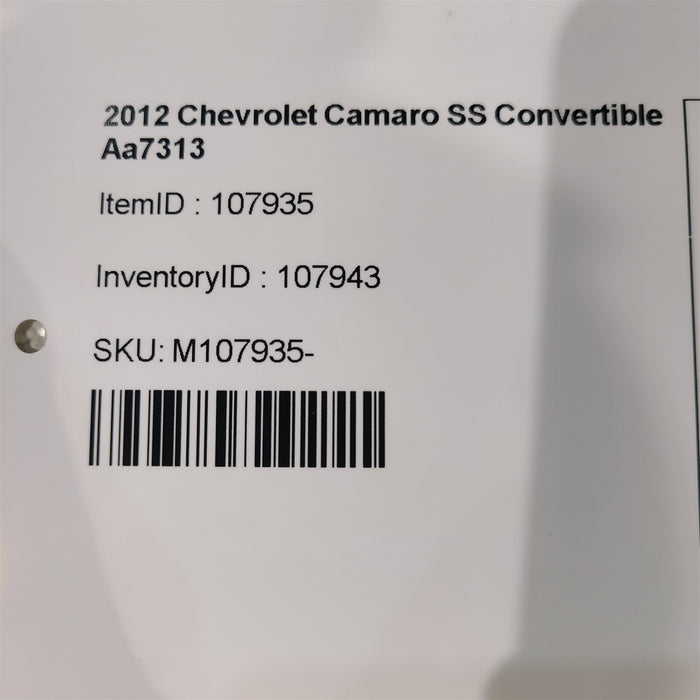 2012 Chevrolet Camaro SS Convertible
Aa7313
ItemID : 107935
InventoryID : 107943
SKU: M107935-